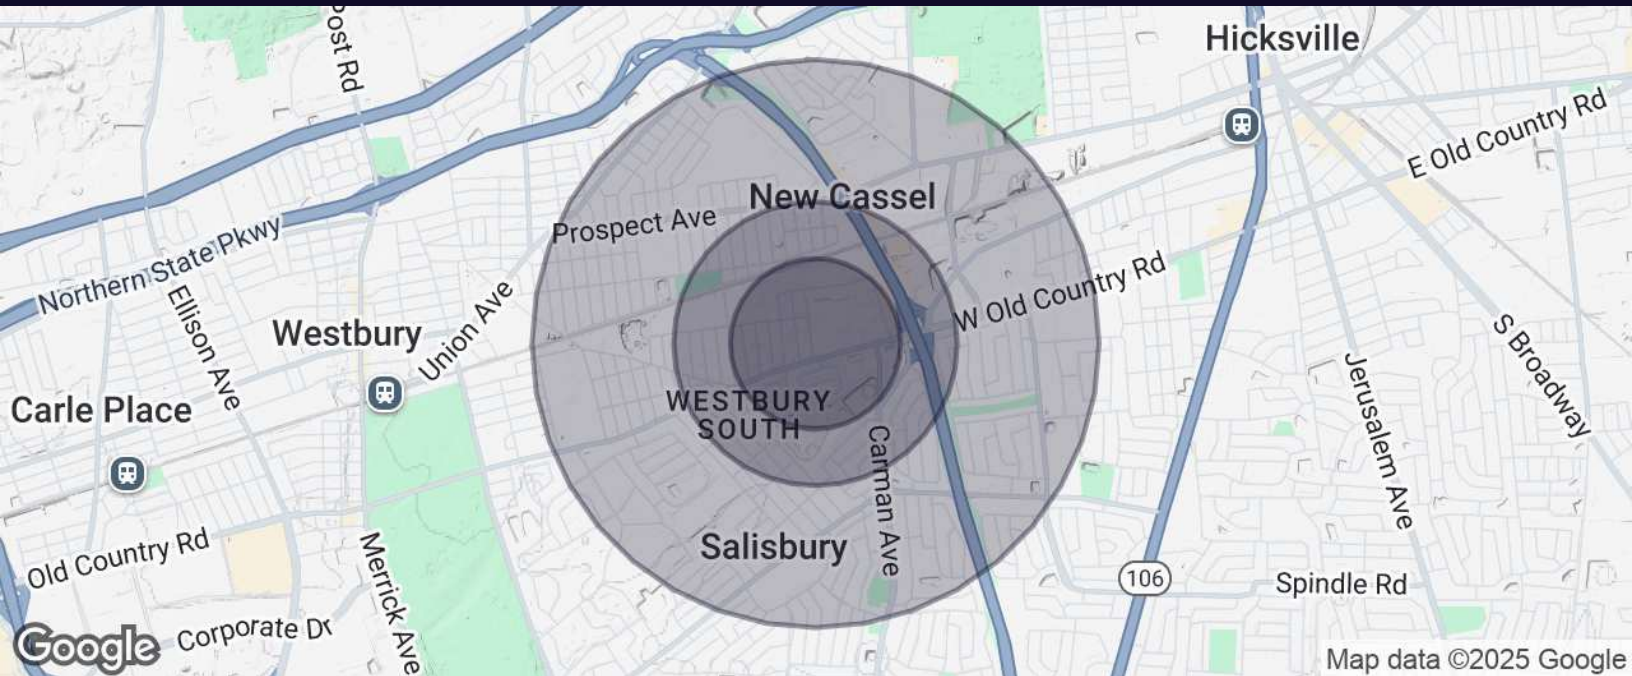 Post Rd
Hicksville
E Old Country Rd
New Cassel
Prospect Ave
Northern State Pkwy
Ellison Ave
Westbury
Union Ave
W Old Country Rd
S Broadway
Carle Place
WESTBURY
SOUTH
Carman Ave
Jerusalem Ave
Old Country Rd
Merrick Ave
Salisbury
106
Spindle Rd
Corporate Dr
Google
Map data ©2025 Google